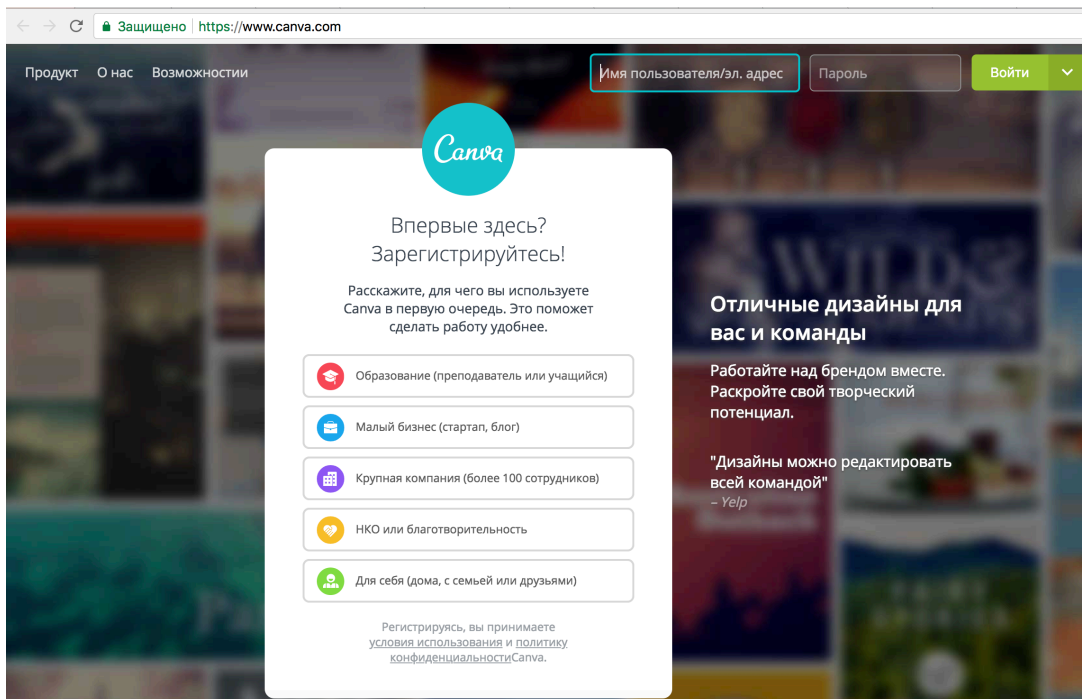 Защищено https://www.canva.com
Продукт О нас Возможностии Имя пользователя/эл. адрес Пароль Войти
Canva
Впервые здесь?
Зарегистрируйтесь!
Расскажите, для чего вы используете
Canva в первую очередь. Это поможет
сделать работу удобнее.
Образование (преподаватель или учащийся)
Малый бизнес (стартап, блог)
Крупная компания (более 100 сотрудников)
НКО или благотворительность
Для себя (дома, с семьей или друзьями)
Регистрируясь, вы принимаете
условия использования и политику
конфиденциальностиCanva.
WILD &
Отличные дизайны для
вас и команды
Работайте над брендом вместе.
Раскройте свой творческий
потенциал.
"Дизайны можно редактировать
всей командой"
– Yelp